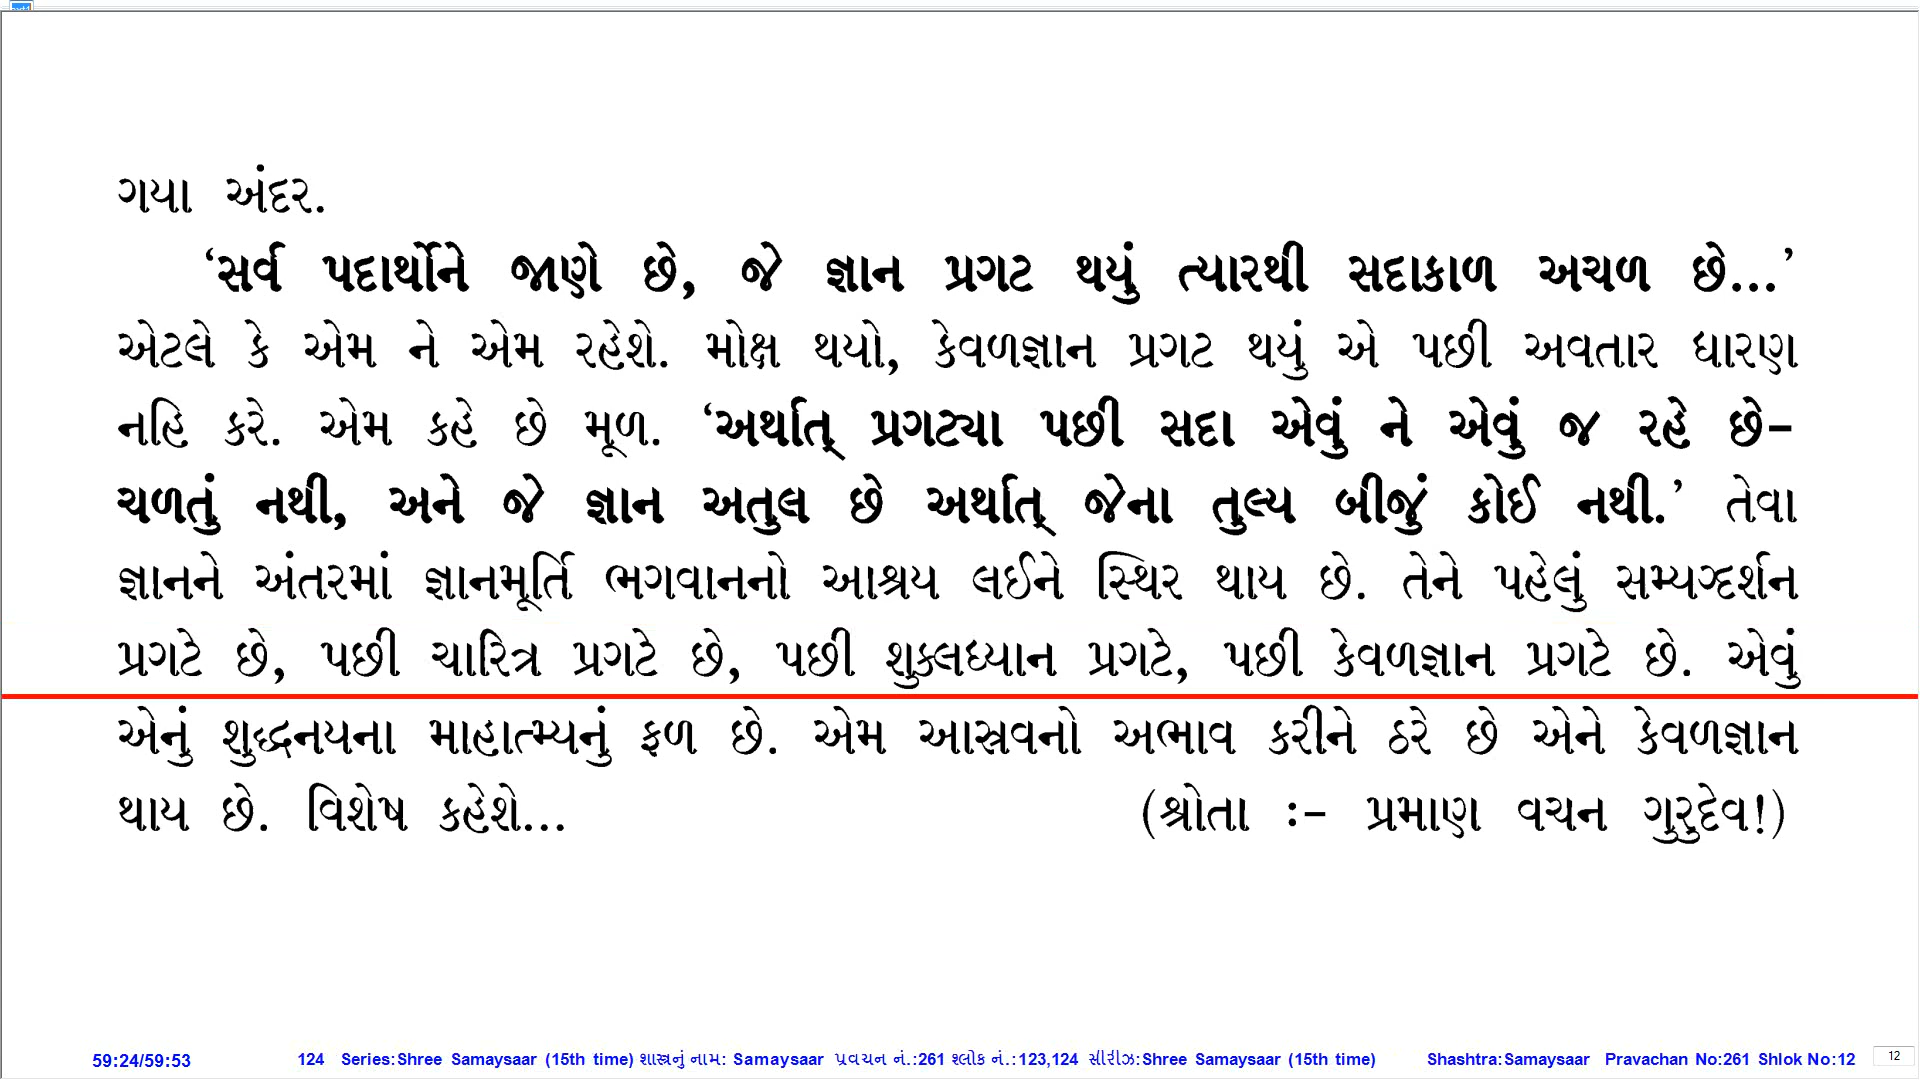 ગયા અંદર.
‘સર્વ પદાર્થોને જાણે છે, જે જ્ઞાન પ્રગટ થયું ત્યારથી સદાકાળ અચળ છે...’
એટલે કે એમ ને એમ રહેશે. મોક્ષ થયો, કેવળજ્ઞાન પ્રગટ થયું એ પછી અવતાર ધારણ
નહિ કરે. એમ કહે છે મૂળ. ‘અર્થાત્ પ્રગટ્યા પછી સદા એવું ને એવું જ રહે છે-
ચળતું નથી, અને જે જ્ઞાન અતુલ છે અર્થાત્ જેના તુલ્ય બીજું કોઈ નથી.’ તેવા
જ્ઞાનને અંતરમાં જ્ઞાનમૂર્તિ ભગવાનનો આશ્રય લઈને સ્થિર થાય છે. તેને પહેલું સમ્યગ્દર્શન
પ્રગટે છે, પછી ચારિત્ર પ્રગટે છે, પછી શુક્લધ્યાન પ્રગટે, પછી કેવળજ્ઞાન પ્રગટે છે. એવું
એનું શુદ્ધનયના માહાત્મ્યનું ફળ છે. એમ આસ્રવનો અભાવ કરીને ઠરે છે એને કેવળજ્ઞાન
થાય છે. વિશેષ કહેશે... (શ્રોતા :- પ્રમાણ વચન ગુરુદેવ!)
59:24/59:53 124 Series:Shree Samaysaar (15th time) શાસ્ત્રનું નામ: Samaysaar પ્રવચન નં.:261 શ્લોક નં.:123,124 સીરીઝ:Shree Samaysaar (15th time) Shashtra:Samaysaar Pravachan No:261 Shlok No:12 12